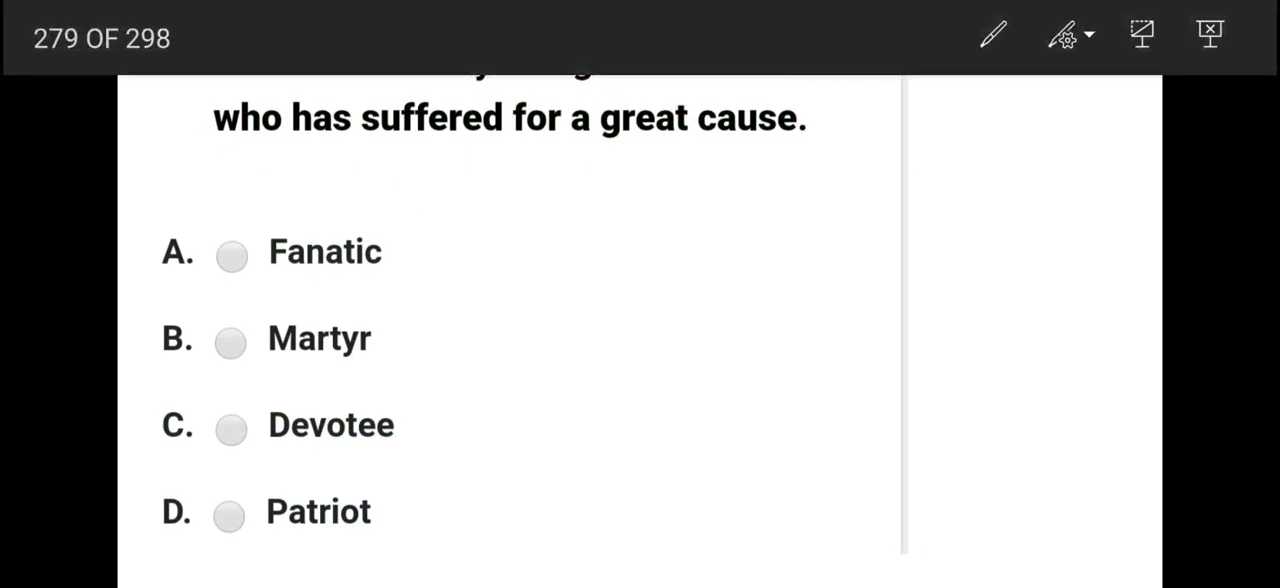 279 OF 298
who has suffered for a great cause.
A. Fanatic
B. Martyr
C. Devotee
D. Patriot